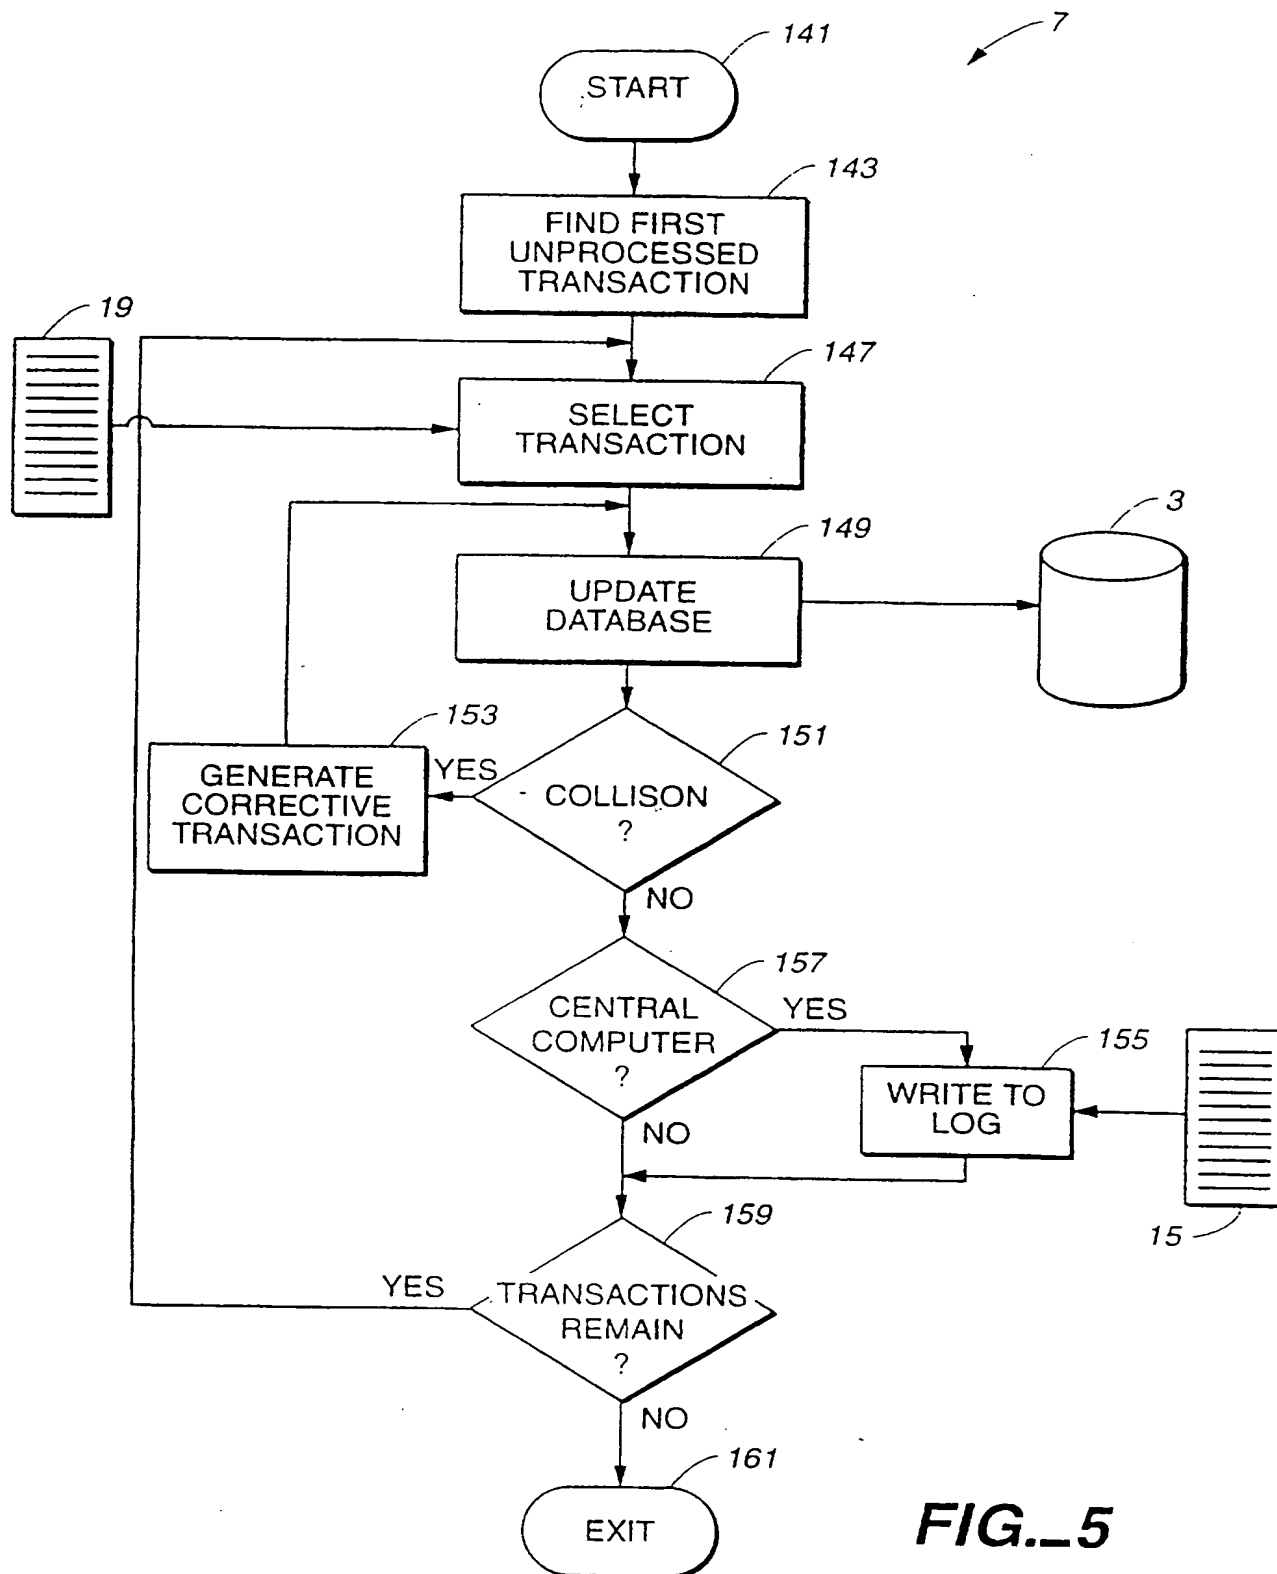 7
141
START
143
FIND FIRST
UNPROCESSED
TRANSACTION
19
147
SELECT
TRANSACTION
3
149
UPDATE
DATABASE
153
151
GENERATE
CORRECTIVE
TRANSACTION
YES
COLLISON
?
NO
157
CENTRAL
COMPUTER
?
YES
155
WRITE TO
LOG
NO
15
159
YES
TRANSACTIONS
REMAIN
?
NO
161
EXIT
FIG._5